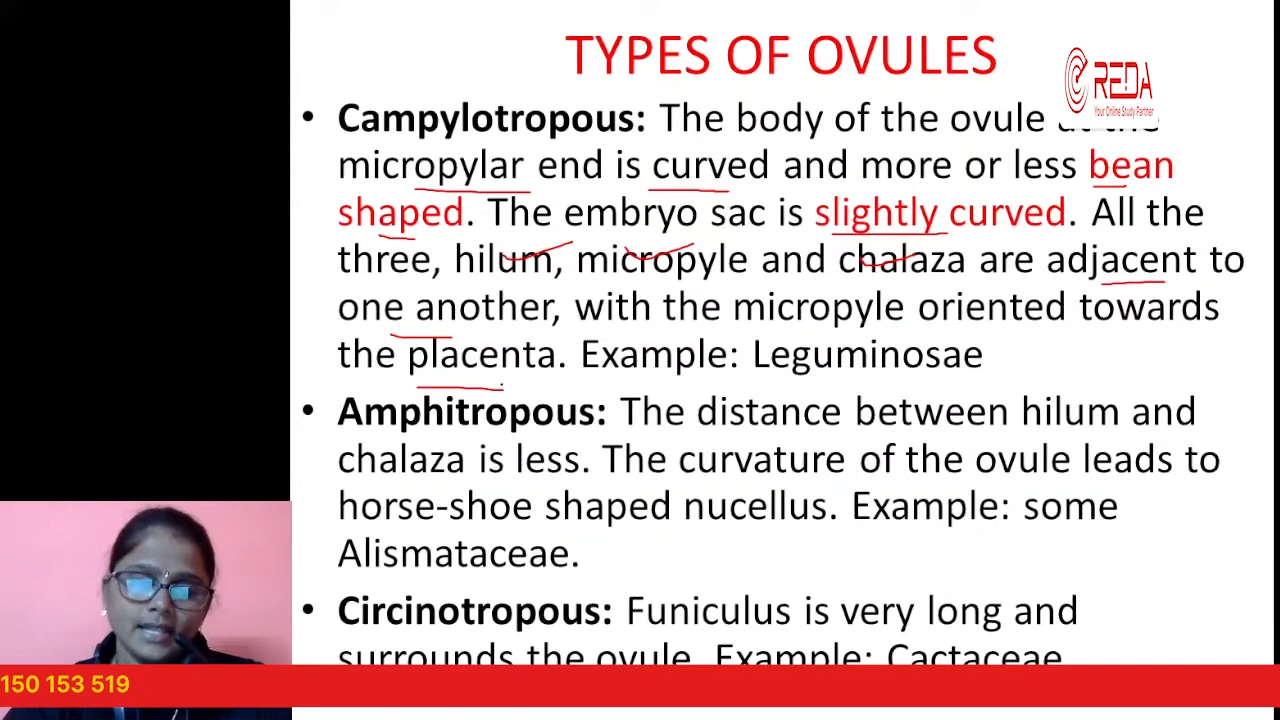 TYPES OF OVULES
REDA
Your Online Study Partner
• Campylotropous: The body of the ovule at the
micropylar end is curved and more or less bean
shaped. The embryo sac is slightly curved. All the
three, hilum, micropyle and chalaza are adjacent to
one another, with the micropyle oriented towards
the placenta. Example: Leguminosae
• Amphitropous: The distance between hilum and
chalaza is less. The curvature of the ovule leads to
horse-shoe shaped nucellus. Example: some
Alismataceae.
• Circinotropous: Funiculus is very long and
surrounds the ovule. Example: Cactaceae
150 153 519